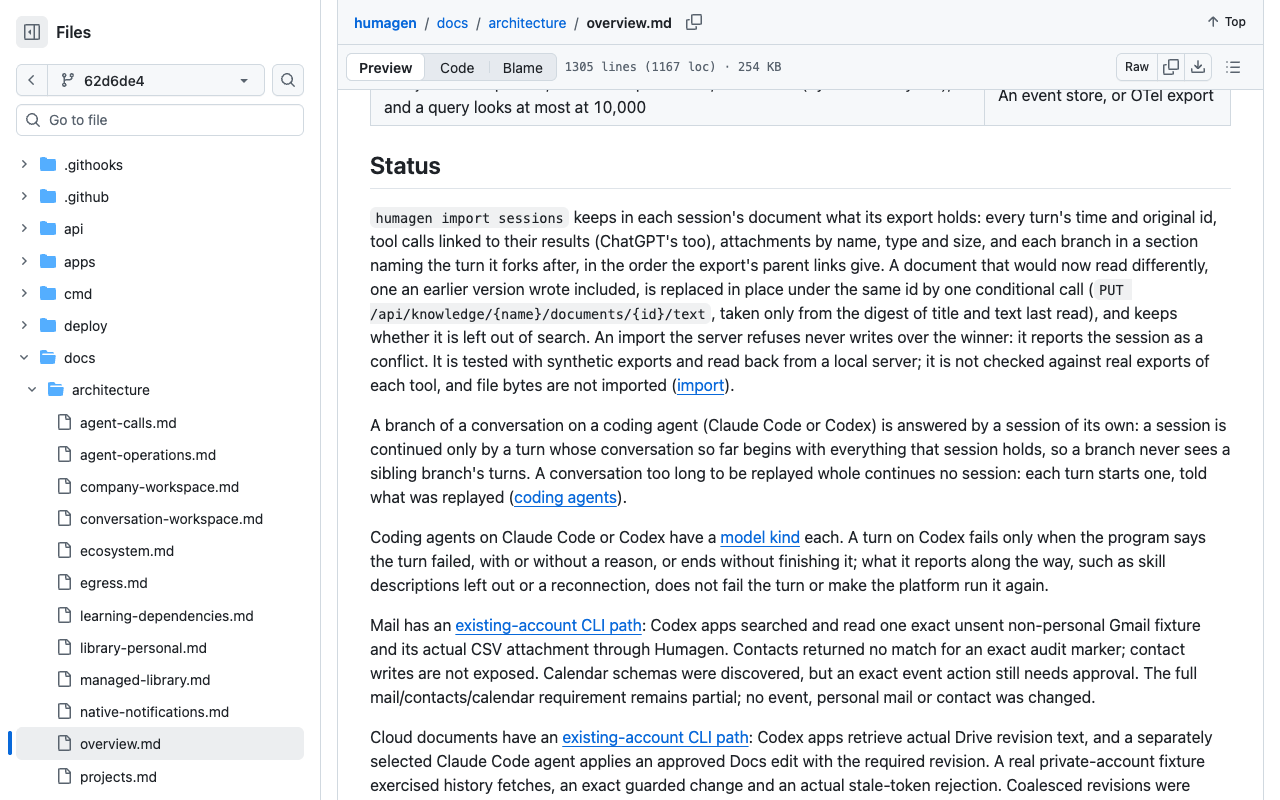 Files
62d6de4
Go to file
.githooks
.github
api
apps
cmd
deploy
docs
architecture
agent-calls.md
agent-operations.md
company-workspace.md
conversation-workspace.md
ecosystem.md
egress.md
learning-dependencies.md
library-personal.md
managed-library.md
native-notifications.md
overview.md
projects.md
humagen / docs / architecture / overview.md
Top
Preview Code Blame 1305 lines (1167 loc) · 254 KB Raw
and a query looks at most at 10,000
An event store, or OTel export
Status
humagen import sessions keeps in each session's document what its export holds: every turn's time and original id,
tool calls linked to their results (ChatGPT's too), attachments by name, type and size, and each branch in a section
naming the turn it forks after, in the order the export's parent links give. A document that would now read differently,
one an earlier version wrote included, is replaced in place under the same id by one conditional call ( PUT
/api/knowledge/{name}/documents/{id}/text , taken only from the digest of title and text last read), and keeps
whether it is left out of search. An import the server refuses never writes over the winner: it reports the session as a
conflict. It is tested with synthetic exports and read back from a local server; it is not checked against real exports of
each tool, and file bytes are not imported (import).
A branch of a conversation on a coding agent (Claude Code or Codex) is answered by a session of its own: a session is
continued only by a turn whose conversation so far begins with everything that session holds, so a branch never sees a
sibling branch's turns. A conversation too long to be replayed whole continues no session: each turn starts one, told
what was replayed (coding agents).
Coding agents on Claude Code or Codex have a model kind each. A turn on Codex fails only when the program says
the turn failed, with or without a reason, or ends without finishing it; what it reports along the way, such as skill
descriptions left out or a reconnection, does not fail the turn or make the platform run it again.
Mail has an existing-account CLI path: Codex apps searched and read one exact unsent non-personal Gmail fixture
and its actual CSV attachment through Humagen. Contacts returned no match for an exact audit marker; contact
writes are not exposed. Calendar schemas were discovered, but an exact event action still needs approval. The full
mail/contacts/calendar requirement remains partial; no event, personal mail or contact was changed.
Cloud documents have an existing-account CLI path: Codex apps retrieve actual Drive revision text, and a separately
selected Claude Code agent applies an approved Docs edit with the required revision. A real private-account fixture
exercised history fetches, an exact guarded change and an actual stale-token rejection. Coalesced revisions were